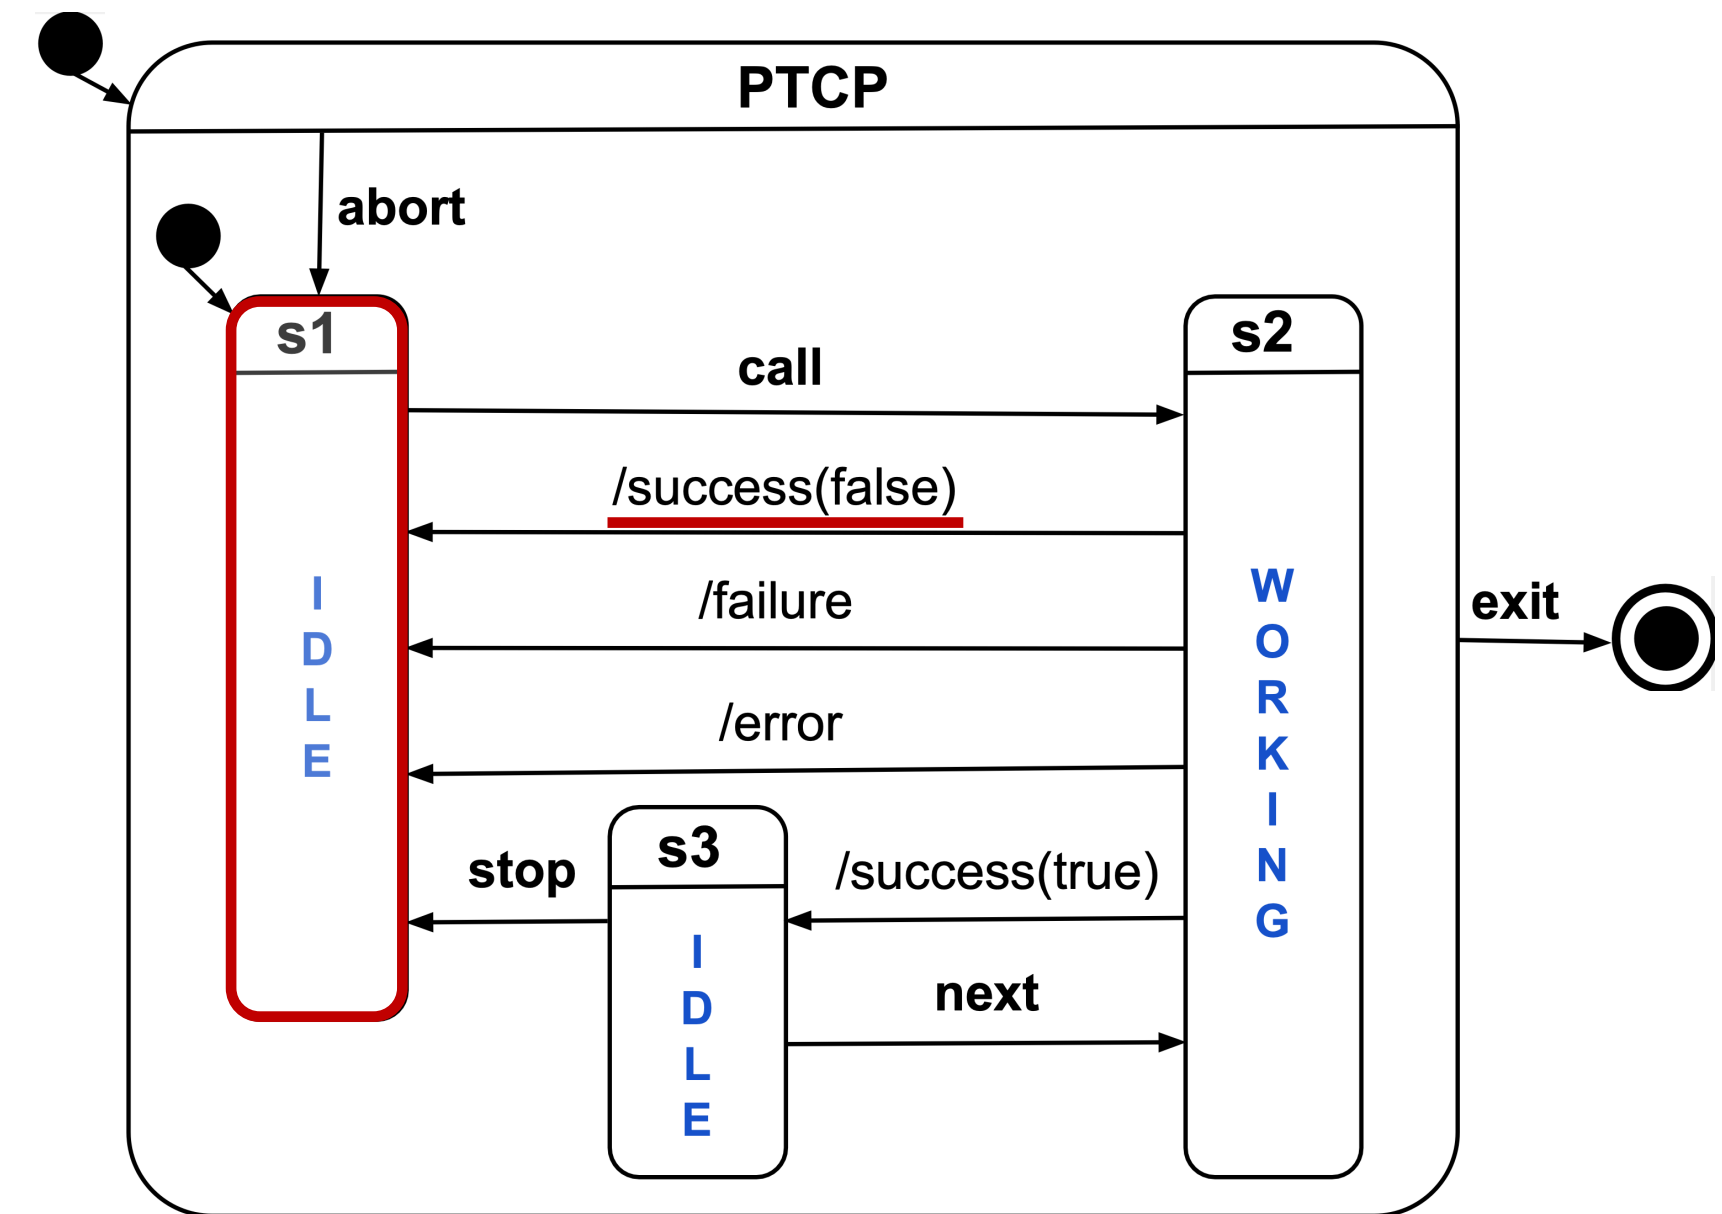 PTCP
abort
s1
s2
call
/success(false)
/failure
exit
/error
I
D
L
E
W
O
R
K
I
N
G
s3
stop
/success(true)
I
D
L
E
next